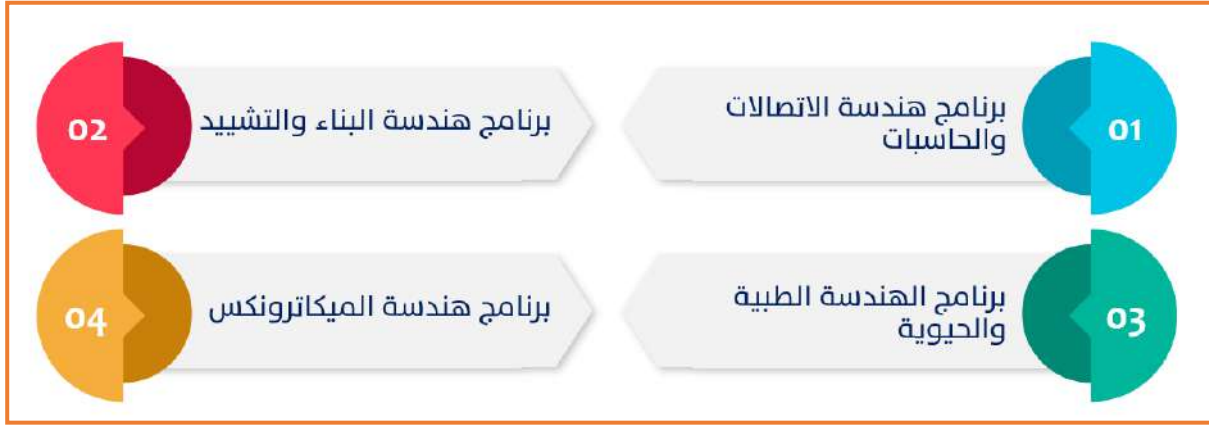 01
برنامج هندسة الاتصالات
والحاسبات
02
برنامج هندسة البناء والتشييد
03
برنامج الهندسة الطبية
والحيوية
04
برنامج هندسة الميكاترونكس